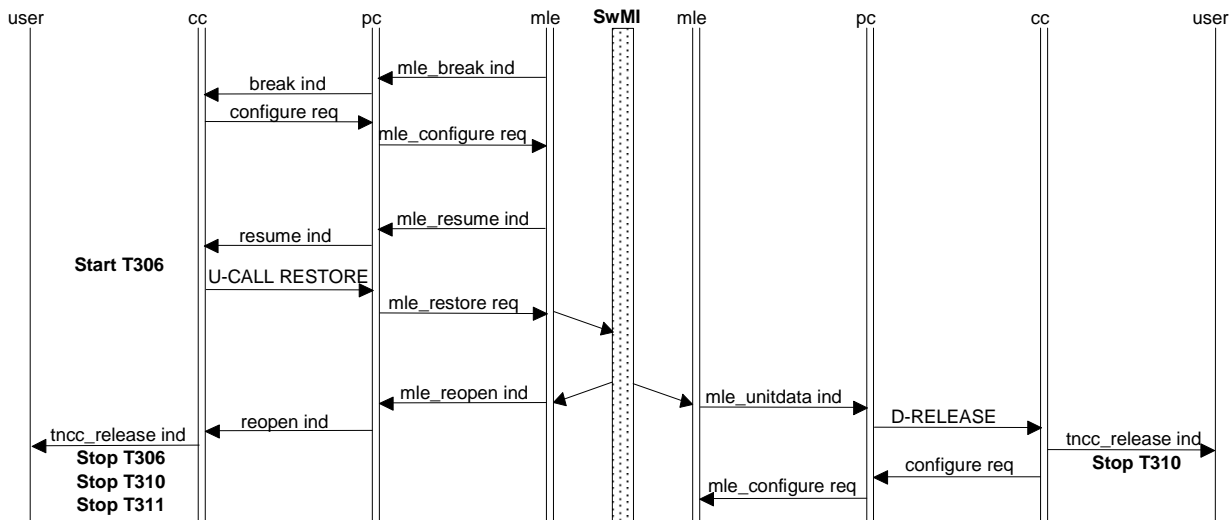 user cc pc mle SwMI mle pc cc user
mle_break ind
break ind
configure req
mle_configure req
mle_resume ind
resume ind
Start T306
U-CALL RESTORE
mle_restore req
mle_reopen ind
mle_unitdata ind
reopen ind
D-RELEASE
tncc_release ind
tncc_release ind
Stop T306
Stop T310
configure req
Stop T310
mle_configure req
Stop T311